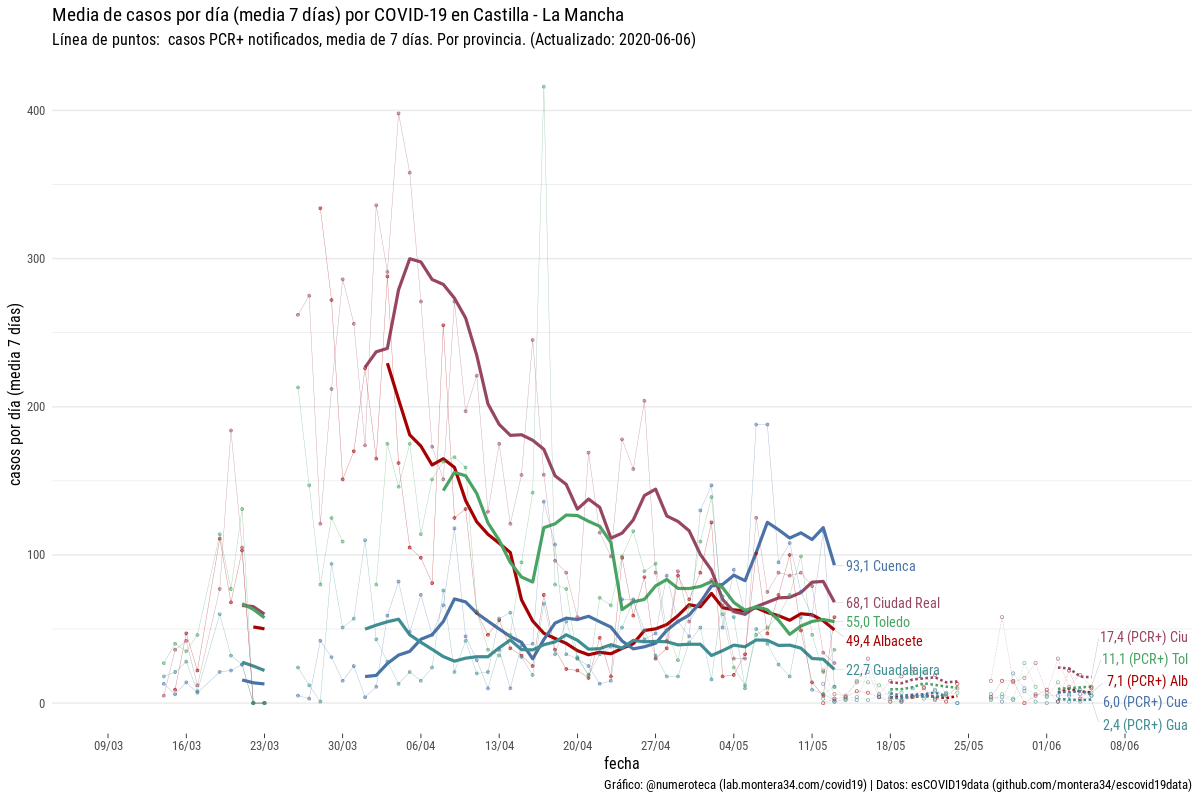 Media de casos por día (media 7 días) por COVID-19 en Castilla - La Mancha
Línea de puntos:  casos PCR+ notificados, media de 7 días. Por provincia. (Actualizado: 2020-06-06)
casos por día (media 7 días)
400
300
200
100
0
93,1 Cuenca
68,1 Ciudad Real
55,0 Toledo
49,4 Albacete
22,7 Guadalajara
17,4 (PCR+) Ciu
11,1 (PCR+) Tol
7,1 (PCR+) Alb
6,0 (PCR+) Cue
2,4 (PCR+) Gua
09/03 16/03 23/03 30/03 06/04 13/04 20/04 27/04 04/05 11/05 18/05 25/05 01/06 08/06
fecha
Gráfico: @numeroteca (lab.montera34.com/covid19) | Datos: esCOVID19data (github.com/montera34/escovid19data)